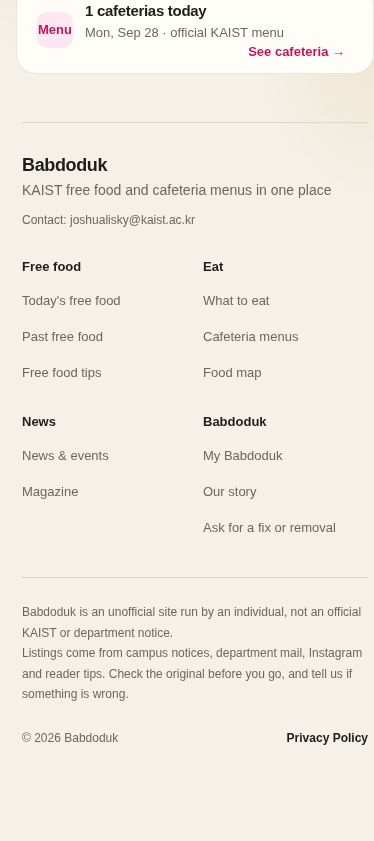 1 cafeterias today
Menu
Mon, Sep 28 · official KAIST menu
See cafeteria →
Babdoduk
KAIST free food and cafeteria menus in one place
Contact: joshualisky@kaist.ac.kr
Free food
Today's free food
Past free food
Free food tips
Eat
What to eat
Cafeteria menus
Food map
News
News & events
Magazine
Babdoduk
My Babdoduk
Our story
Ask for a fix or removal
Babdoduk is an unofficial site run by an individual, not an official
KAIST or department notice.
Listings come from campus notices, department mail, Instagram
and reader tips. Check the original before you go, and tell us if
something is wrong.
© 2026 Babdoduk
Privacy Policy